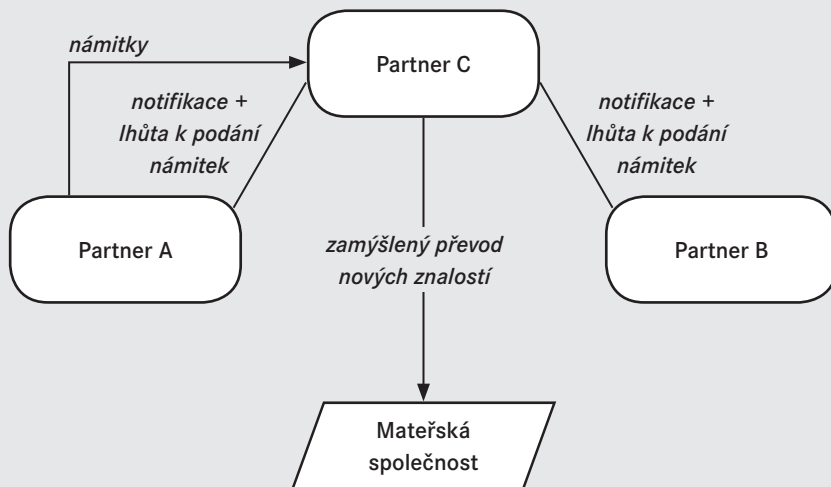 námitky
Partner C
notifikace +
lhůta k podání
námitek
notifikace +
lhůta k podání
námitek
Partner A
zamýšlený převod
nových znalostí
Partner B
Mateřská
společnost